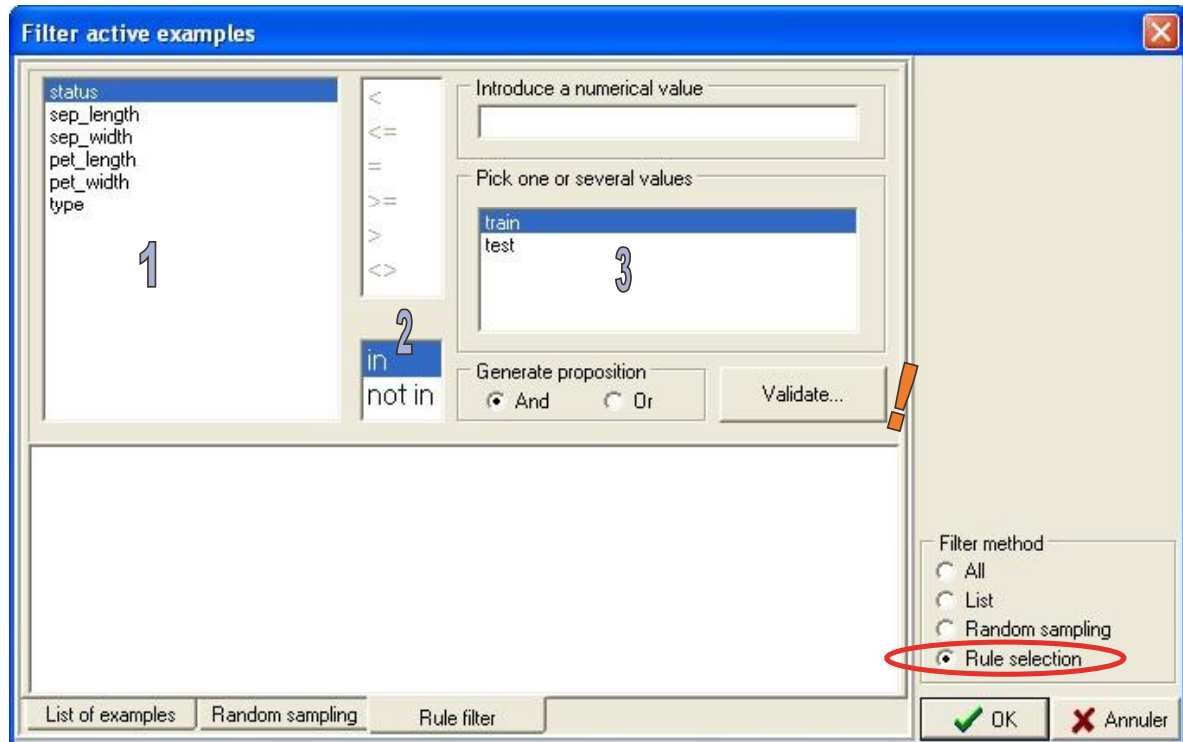 Filter active examples
status
sep_length
sep_width
pet_length
pet_width
type
1
<
<=
=
>=
>
<>
2
in
not in
Introduce a numerical value
Pick one or several values
train
test
3
Generate proposition
And
Or
Validate...
!
Filter method
All
List
Random sampling
Rule selection
List of examples
Random sampling
Rule filter
OK
Annuler